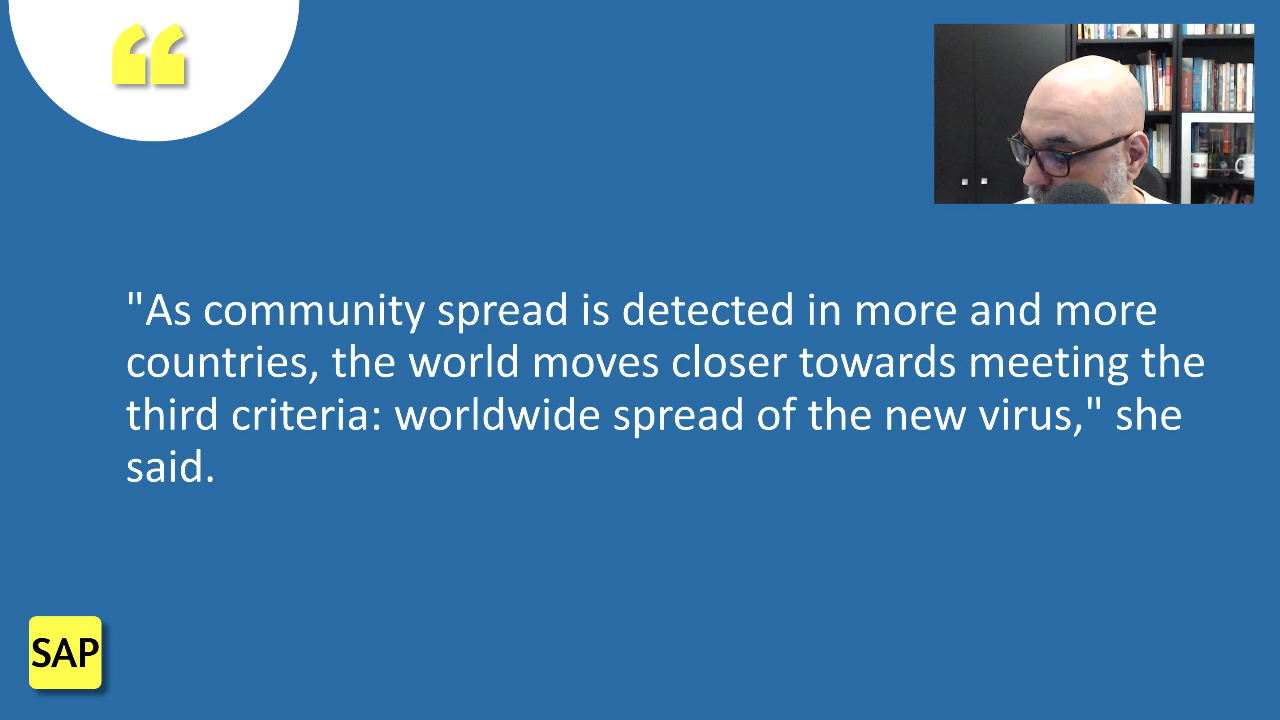 "As community spread is detected in more and more
countries, the world moves closer towards meeting the
third criteria: worldwide spread of the new virus," she
said.
SAP